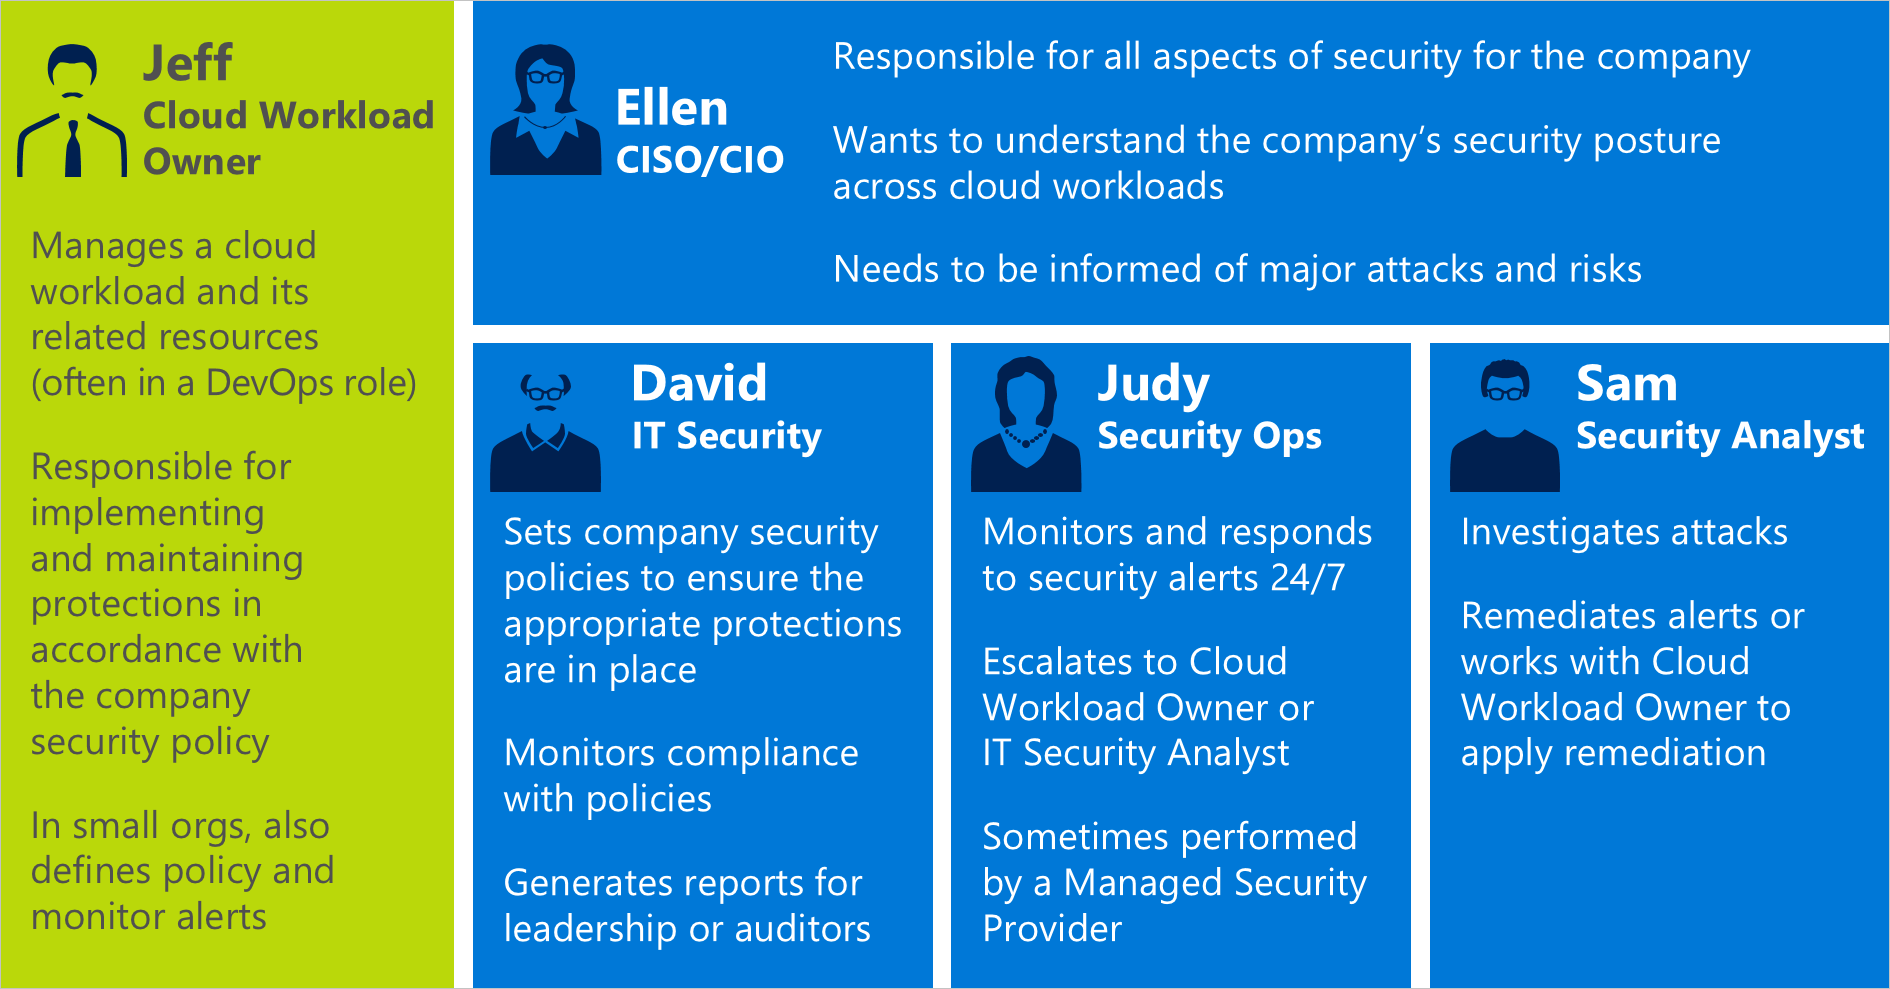 Jeff
Cloud Workload
Owner
Manages a cloud
workload and its
related resources
(often in a DevOps role)
Responsible for
implementing
and maintaining
protections in
accordance with
the company
security policy
In small orgs, also
defines policy and
monitor alerts
Ellen
CISO/CIO
Responsible for all aspects of security for the company
Wants to understand the company’s security posture
across cloud workloads
Needs to be informed of major attacks and risks
David
IT Security
Sets company security
policies to ensure the
appropriate protections
are in place
Monitors compliance
with policies
Generates reports for
leadership or auditors
Judy
Security Ops
Monitors and responds
to security alerts 24/7
Escalates to Cloud
Workload Owner or
IT Security Analyst
Sometimes performed
by a Managed Security
Provider
Sam
Security Analyst
Investigates attacks
Remediates alerts or
works with Cloud
Workload Owner to
apply remediation